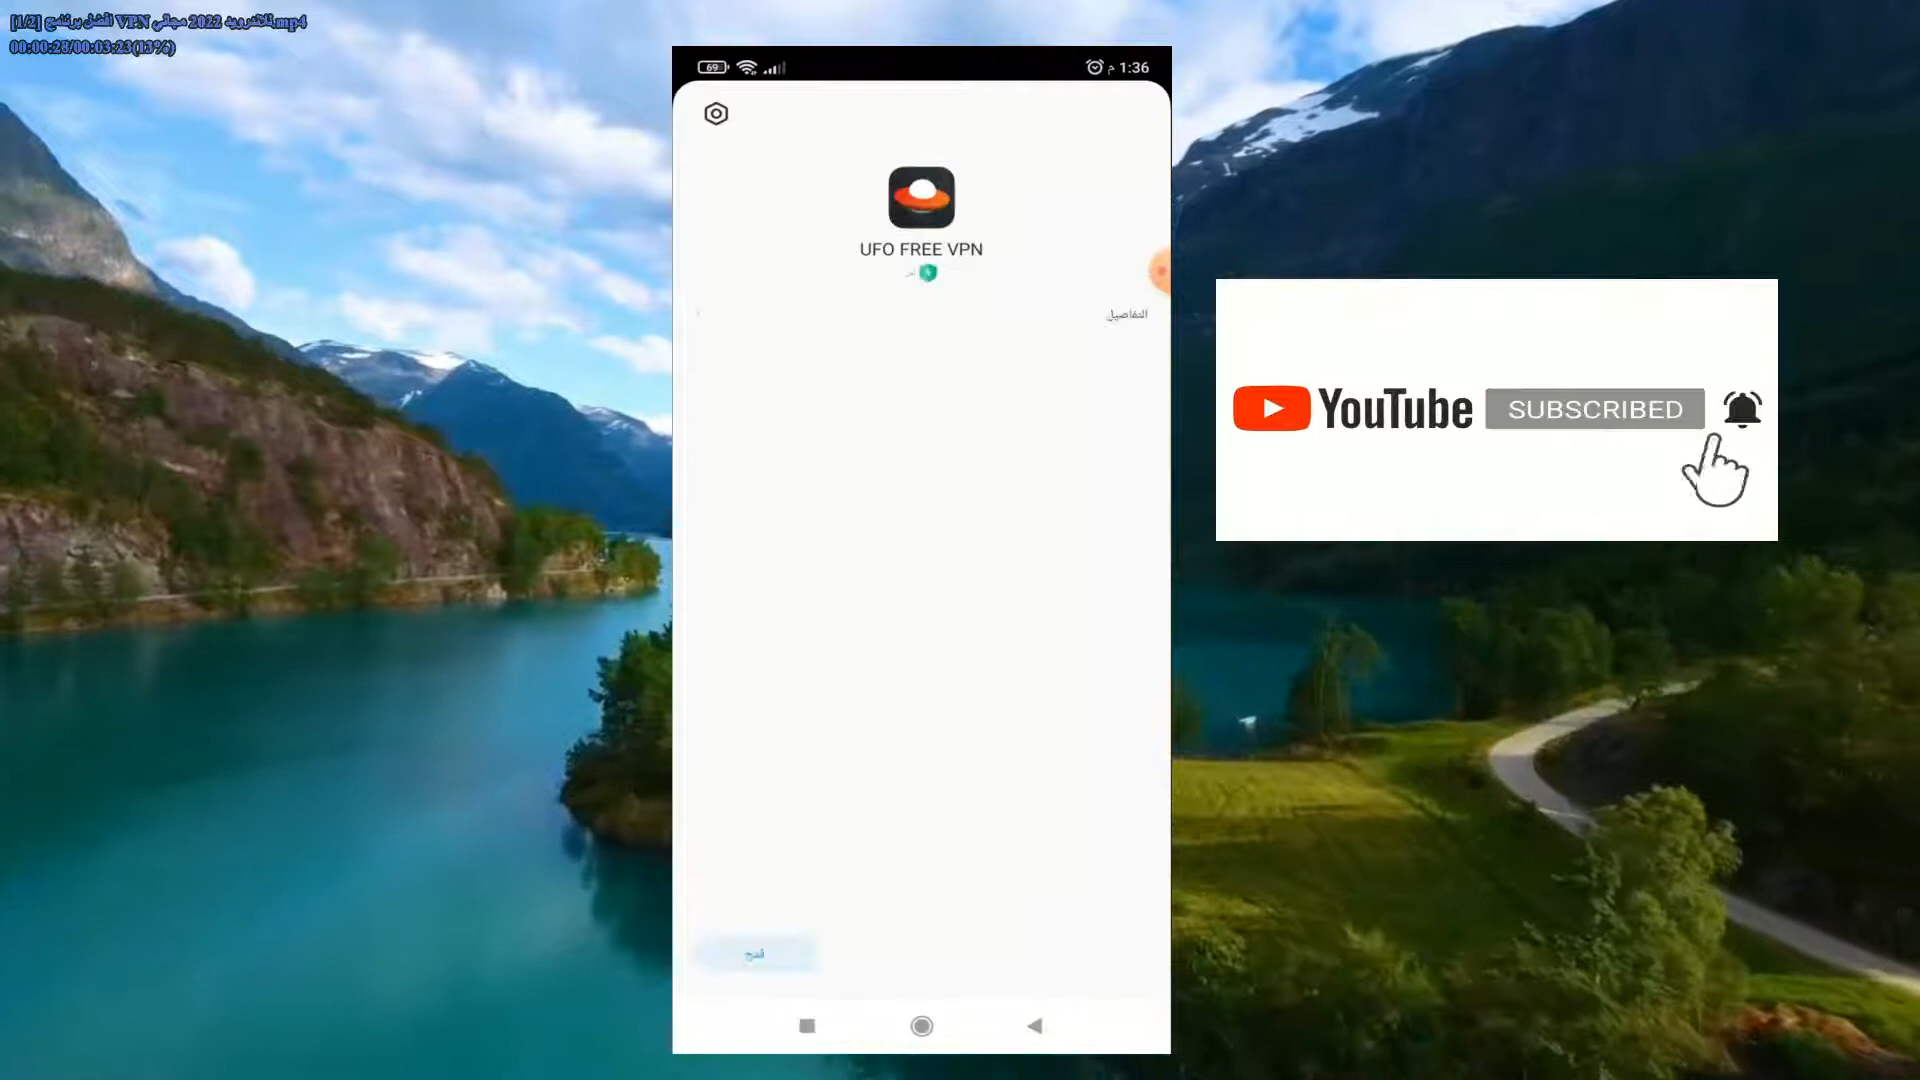 [1/2] افضل برنامج VPN مجاني 2022 للاندرويد.mp4
00:00:28/00:03:23(13%)
69
م 1:36
UFO FREE VPN
التفاصيل
YouTube SUBSCRIBED